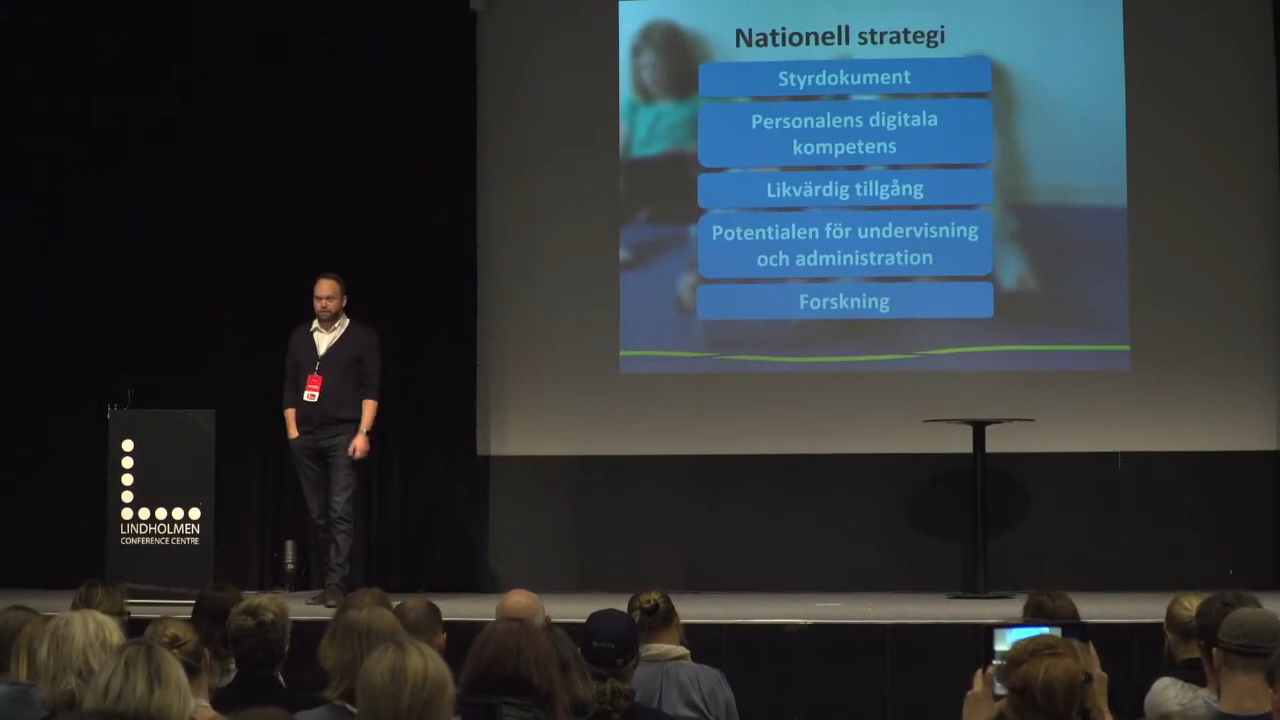 Nationell strategi
Styrdokument
Personalens digitala
kompetens
Likvärdig tillgång
Potentialen för undervisning
och administration
Forskning
LINDHOLMEN
CONFERENCE CENTRE